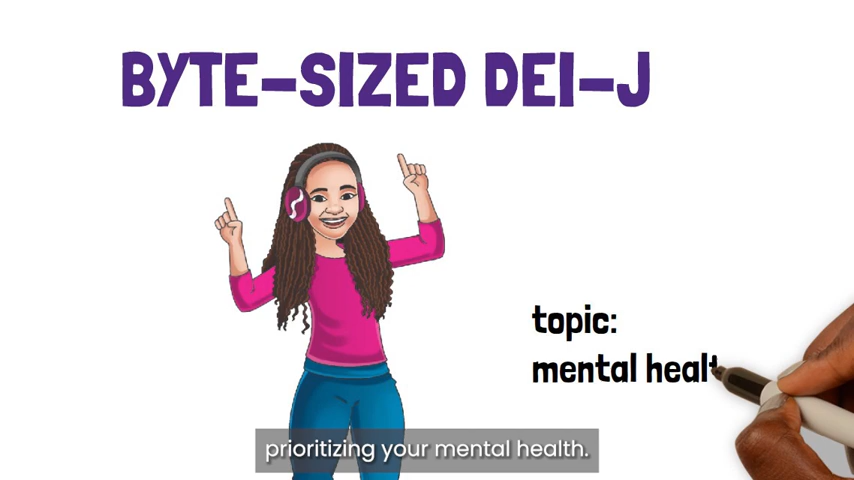 BYTE-SIZED DEI-J
topic:
mental healt
prioritizing your mental health.